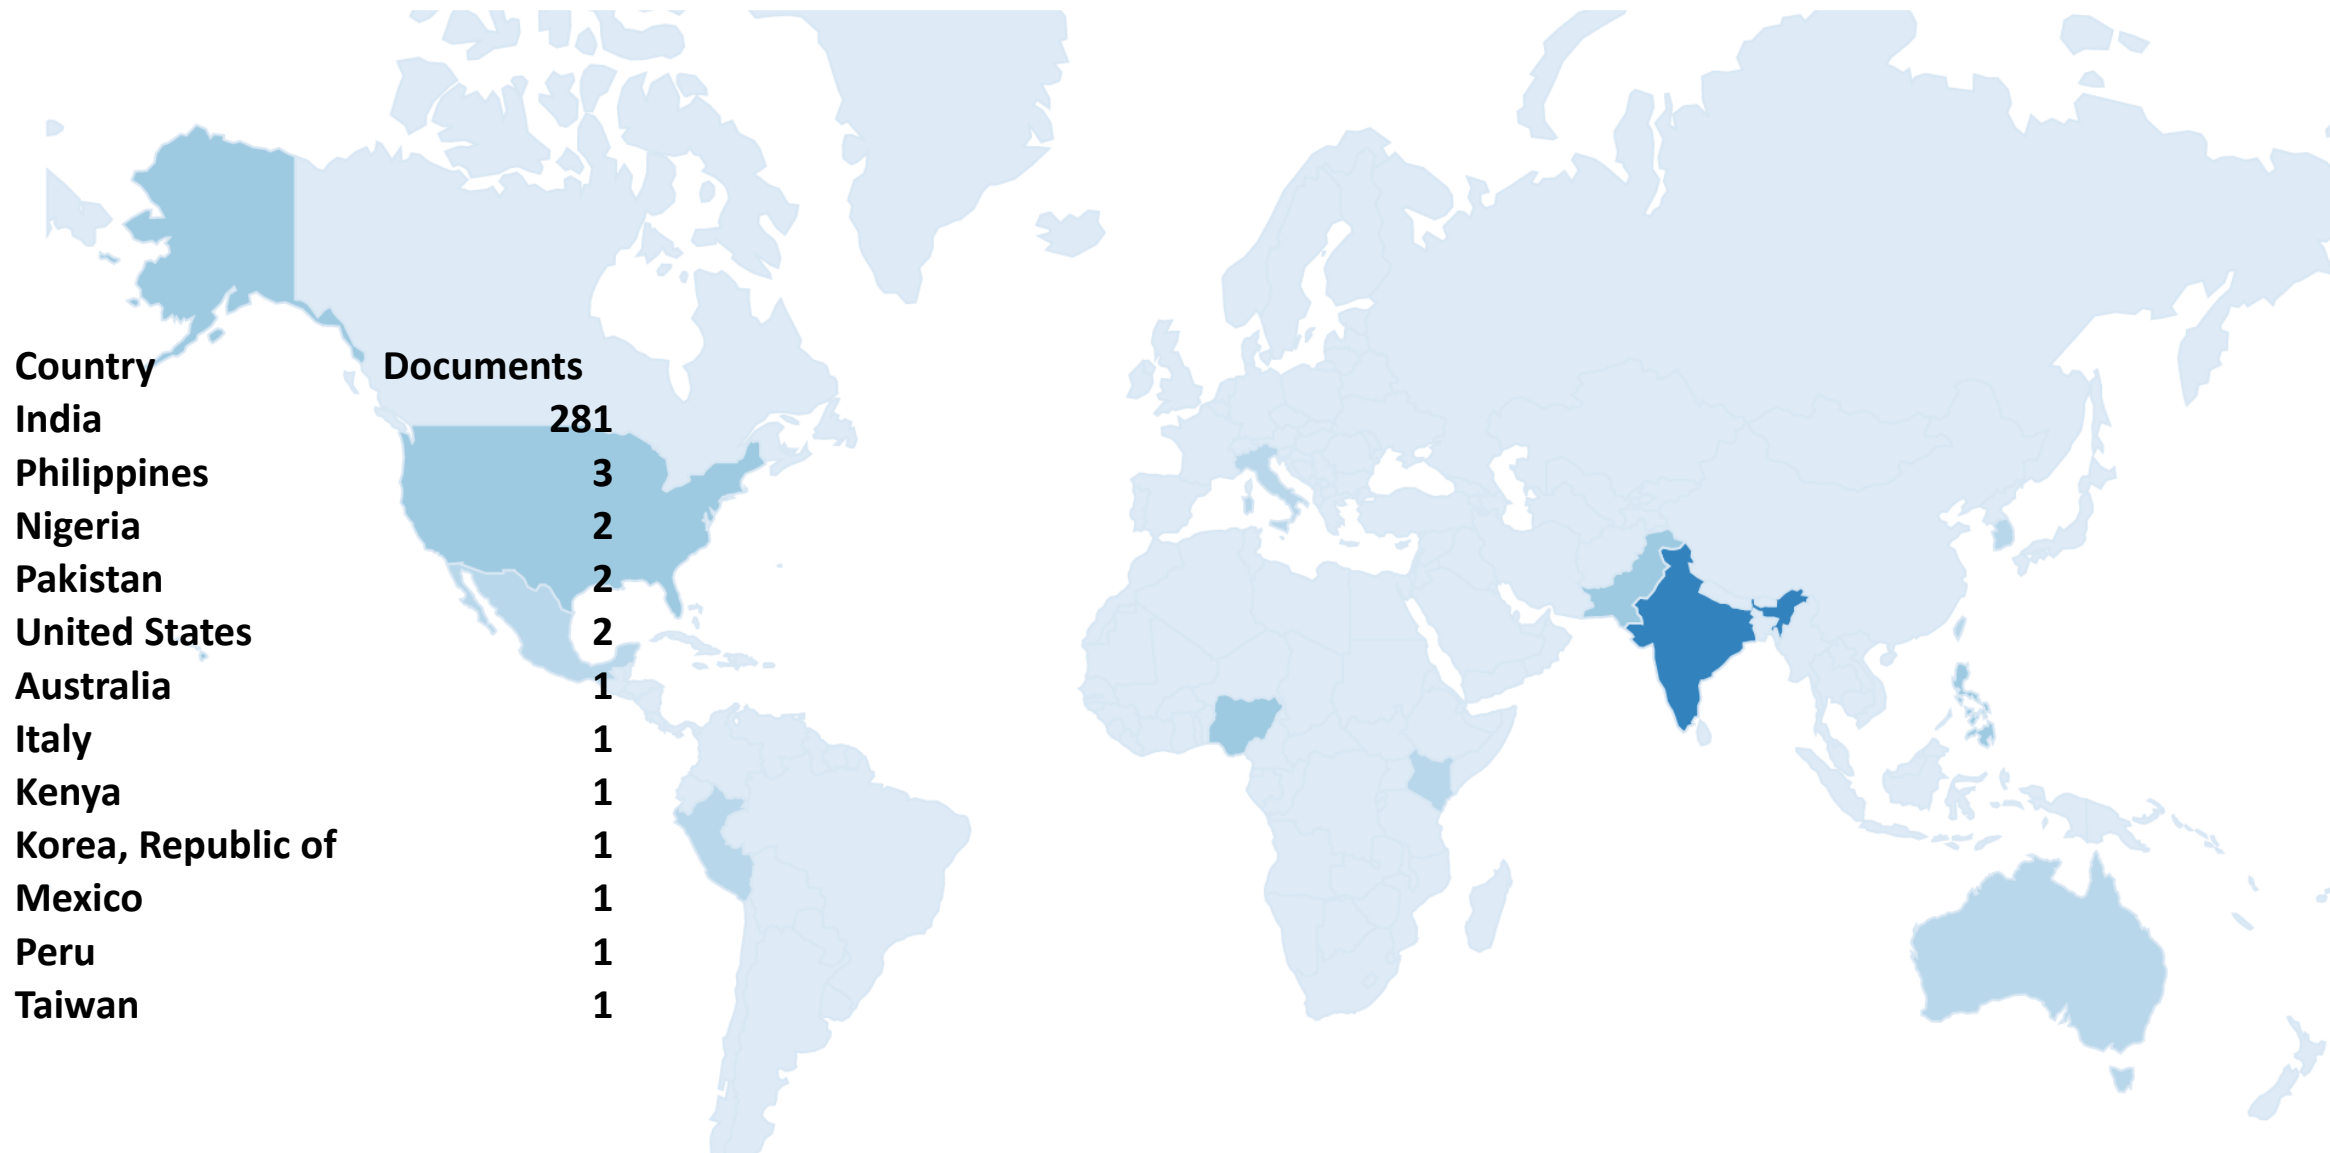 Country Documents
India 281
Philippines 3
Nigeria 2
Pakistan 2
United States 2
Australia 1
Italy 1
Kenya 1
Korea, Republic of 1
Mexico 1
Peru 1
Taiwan 1